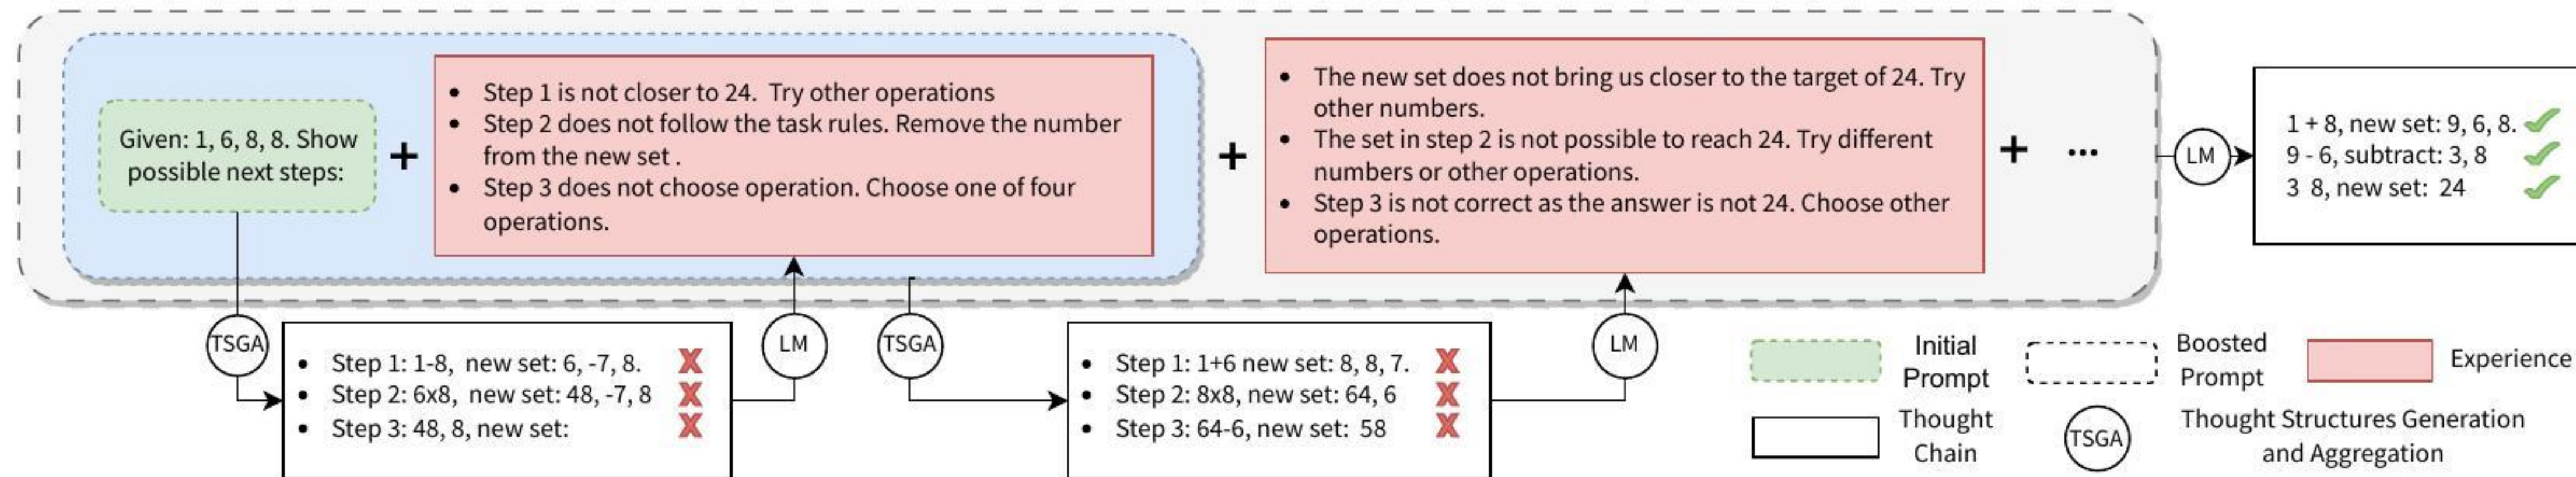 Given: 1, 6, 8, 8. Show
possible next steps:
+
• Step 1 is not closer to 24. Try other operations
• Step 2 does not follow the task rules. Remove the number
from the new set .
• Step 3 does not choose operation. Choose one of four
operations.
+
• The new set does not bring us closer to the target of 24. Try
other numbers.
• The set in step 2 is not possible to reach 24. Try different
numbers or other operations.
• Step 3 is not correct as the answer is not 24. Choose other
operations.
+ ...
LM
1 + 8, new set: 9, 6, 8.
9 - 6, subtract: 3, 8
3 8, new set: 24
TSGA
• Step 1: 1-8, new set: 6, -7, 8.
• Step 2: 6x8, new set: 48, -7, 8
• Step 3: 48, 8, new set:
LM
TSGA
• Step 1: 1+6 new set: 8, 8, 7.
• Step 2: 8x8, new set: 64, 6
• Step 3: 64-6, new set: 58
LM
Initial
Prompt
Boosted
Prompt
Experience
Thought
Chain
TSGA
Thought Structures Generation
and Aggregation